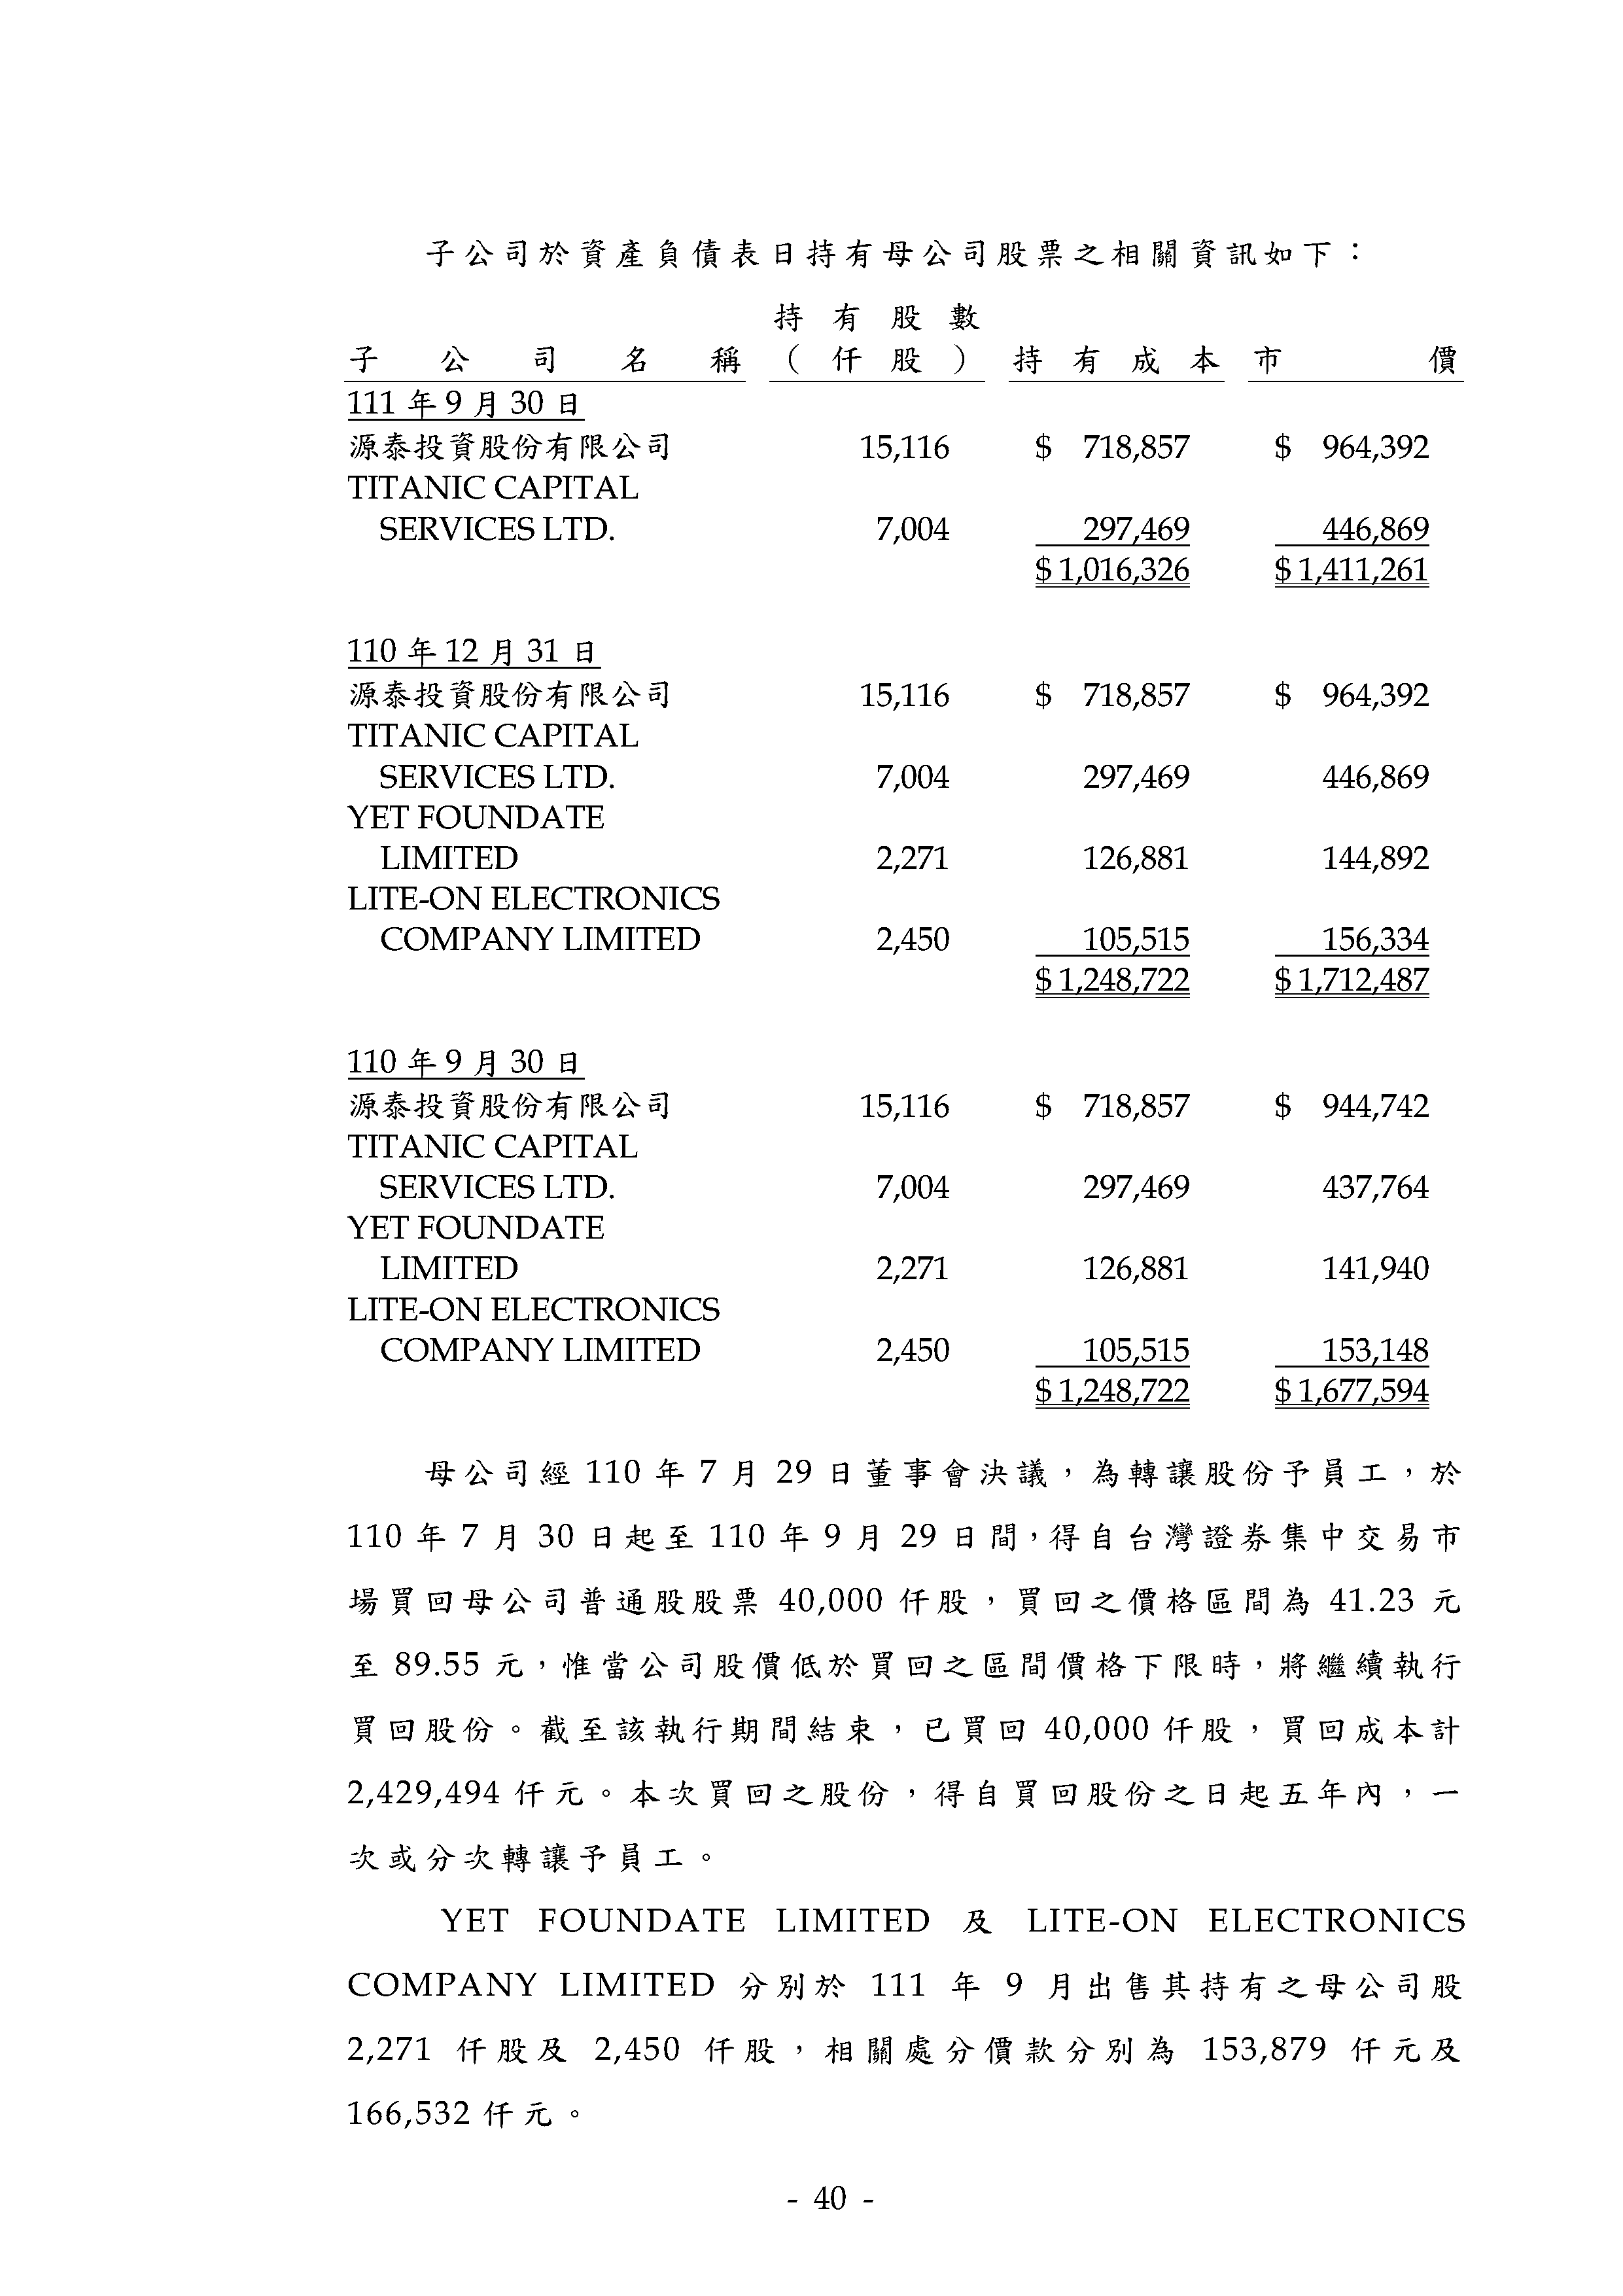 子公司於資產負債表日持有母公司股票之相關資訊如下：
持有股數
子公司名稱 （仟股） 持有成本 市價
111 年 9 月 30 日
源泰投資股份有限公司 15,116 $ 718,857 $ 964,392
TITANIC CAPITAL
SERVICES LTD. 7,004 297,469 446,869
$ 1,016,326 $ 1,411,261
110 年 12 月 31 日
源泰投資股份有限公司 15,116 $ 718,857 $ 964,392
TITANIC CAPITAL
SERVICES LTD. 7,004 297,469 446,869
YET FOUNDATE
LIMITED 2,271 126,881 144,892
LITE-ON ELECTRONICS
COMPANY LIMITED 2,450 105,515 156,334
$ 1,248,722 $ 1,712,487
110 年 9 月 30 日
源泰投資股份有限公司 15,116 $ 718,857 $ 944,742
TITANIC CAPITAL
SERVICES LTD. 7,004 297,469 437,764
YET FOUNDATE
LIMITED 2,271 126,881 141,940
LITE-ON ELECTRONICS
COMPANY LIMITED 2,450 105,515 153,148
$ 1,248,722 $ 1,677,594
母公司經 110 年 7 月 29 日董事會決議，為轉讓股份予員工，於
110 年 7 月 30 日起至 110 年 9 月 29 日間，得自台灣證券集中交易市
場買回母公司普通股股票 40,000 仟股，買回之價格區間為 41.23 元
至 89.55 元，惟當公司股價低於買回之區間價格下限時，將繼續執行
買回股份。截至該執行期間結束，已買回 40,000 仟股，買回成本計
2,429,494 仟元。本次買回之股份，得自買回股份之日起五年內，一
次或分次轉讓予員工。
YET FOUNDATE LIMITED 及 LITE-ON ELECTRONICS
COMPANY LIMITED 分別於 111 年 9 月出售其持有之母公司股
2,271 仟股及 2,450 仟股，相關處分價款分別為 153,879 仟元及
166,532 仟元。
- 40 -